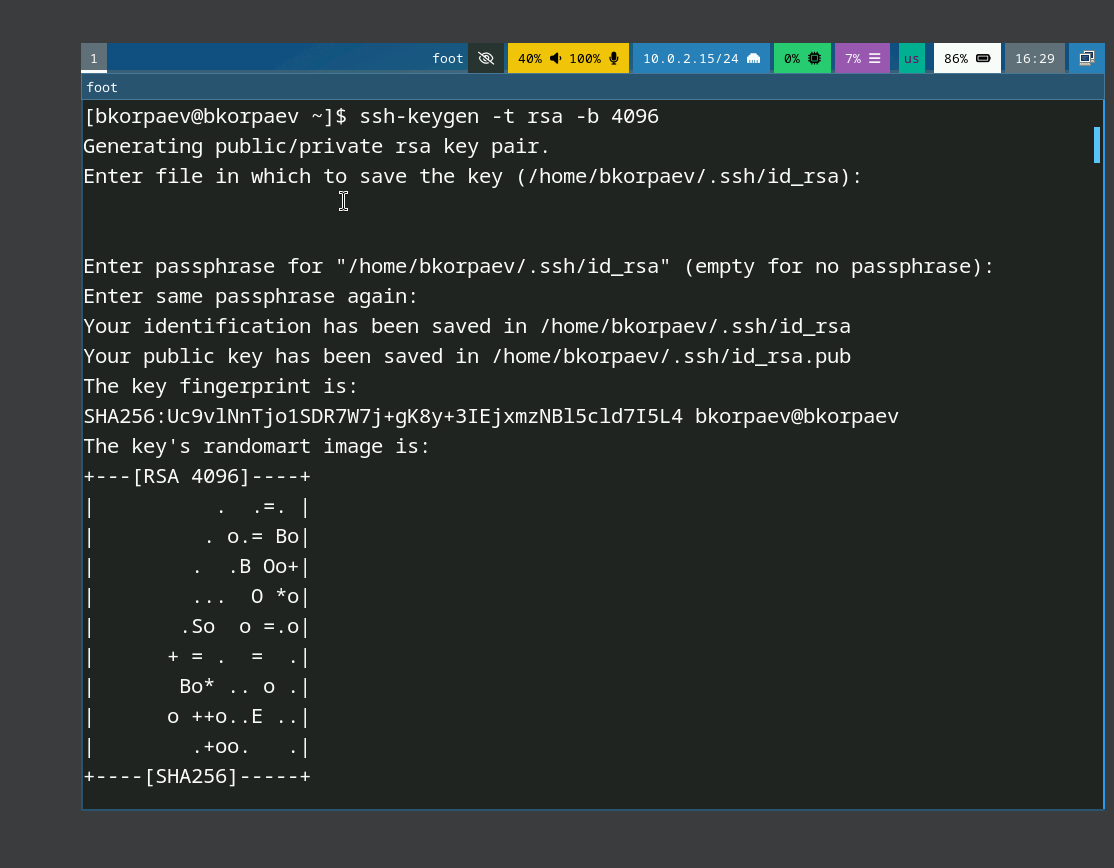 1 foot 40% 100% 10.0.2.15/24 0% 7% us 86% 16:29
foot
[bkorpaev@bkorpaev ~]$ ssh-keygen -t rsa -b 4096
Generating public/private rsa key pair.
Enter file in which to save the key (/home/bkorpaev/.ssh/id_rsa):
Enter passphrase for "/home/bkorpaev/.ssh/id_rsa" (empty for no passphrase):
Enter same passphrase again:
Your identification has been saved in /home/bkorpaev/.ssh/id_rsa
Your public key has been saved in /home/bkorpaev/.ssh/id_rsa.pub
The key fingerprint is:
SHA256:Uc9vlNnTjo1SDR7W7j+gK8y+3IEjxmzNBl5cld7I5L4 bkorpaev@bkorpaev
The key's randomart image is:
+---[RSA 4096]----+
|          .  .=. |
|         . o.= Bo|
|        .  .B Oo+|
|        ...  O *o|
|       .So  o =.o|
|      + = .  =  .|
|       Bo* .. o .|
|      o ++o..E ..|
|        .+oo.   .|
+----[SHA256]-----+